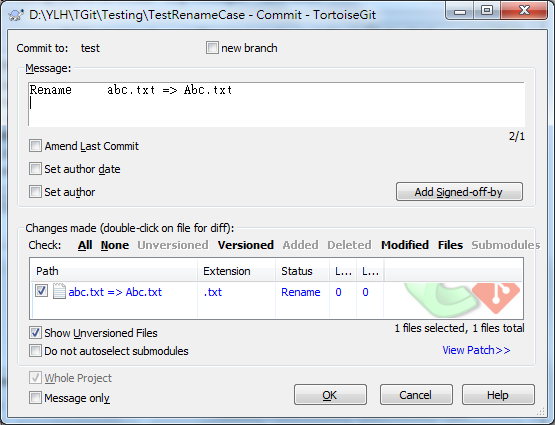 D:\YLH\TGit\Testing\TestRenameCase - Commit - TortoiseGit
Commit to: test new branch
Message:
Rename abc.txt => Abc.txt
2/1
Amend Last Commit
Set author date
Set author Add Signed-off-by
Changes made (double-click on file for diff):
Check: All None Unversioned Versioned Added Deleted Modified Files Submodules
Path Extension Status L... L...
abc.txt => Abc.txt .txt Rename 0 0
Show Unversioned Files 1 files selected, 1 files total
Do not autoselect submodules View Patch>>
Whole Project
Message only OK Cancel Help